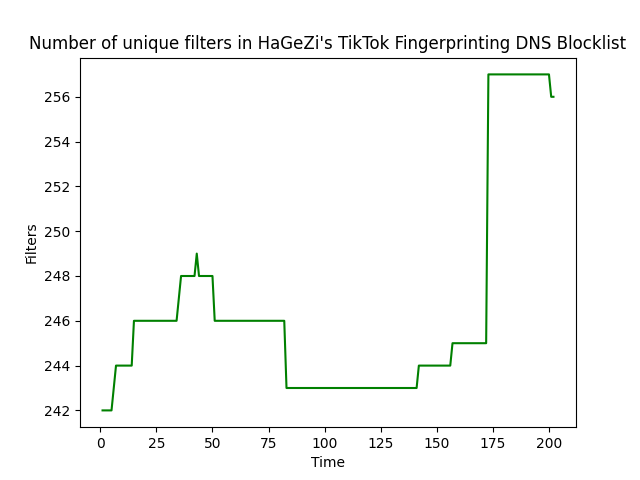 Number of unique filters in HaGeZi's TikTok Fingerprinting DNS Blocklist
256
254
252
250
248
246
244
242
Filters
0 25 50 75 100 125 150 175 200
Time